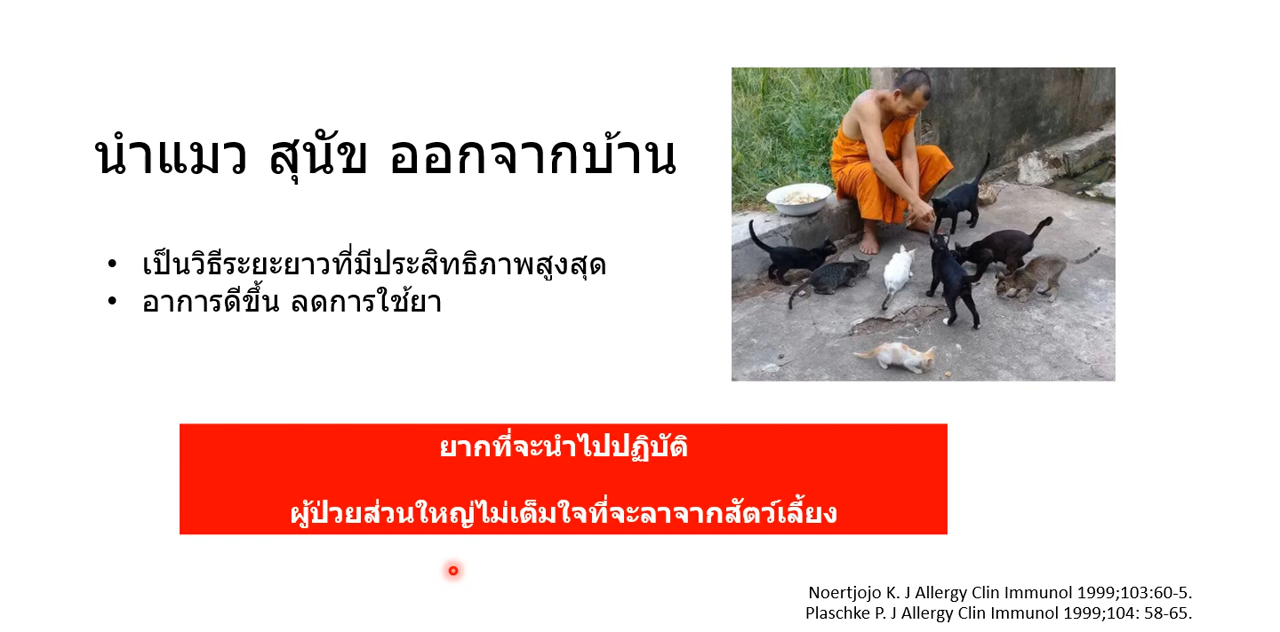 นำแมว สุนัข ออกจากบ้าน
• เป็นวิธีระยะยาวที่มีประสิทธิภาพสูงสุด
• อาการดีขึ้น ลดการใช้ยา
ยากที่จะนำไปปฏิบัติ
ผู้ป่วยส่วนใหญ่ไม่เต็มใจที่จะลาจากสัตว์เลี้ยง
Noertjojo K. J Allergy Clin Immunol 1999;103:60-5.
Plaschke P. J Allergy Clin Immunol 1999;104: 58-65.